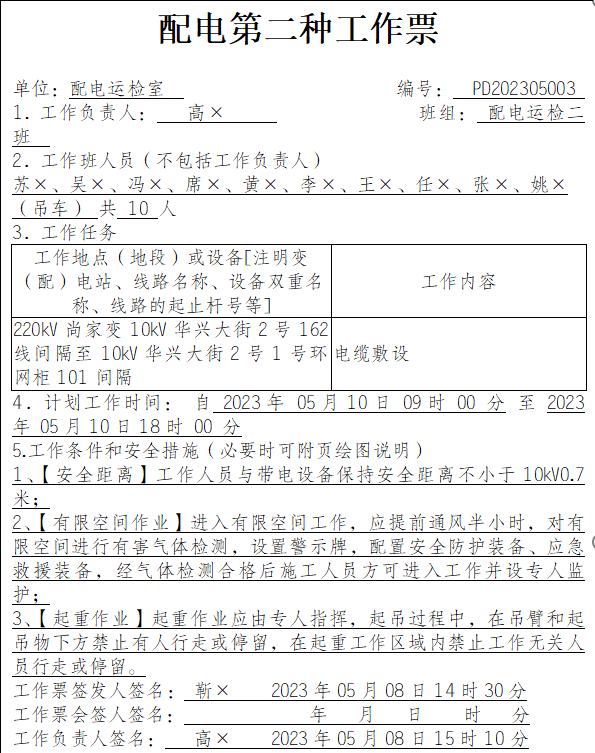 配电第二种工作票
单位：配电运检室 编号：PD202305003
1. 工作负责人： 高× 班组：配电运检二
班
2. 工作班人员（不包括工作负责人）
苏×、吴×、冯×、席×、黄×、李×、王×、任×、张×、姚×
（吊车）共 10 人
3. 工作任务
工作地点（地段）或设备[注明变
（配）电站、线路名称、设备双重名
称、线路的起止杆号等]
工作内容
220kV 尚家变 10kV 华兴大街 2 号 162
线间隔至 10kV 华兴大街 2 号 1 号环
网柜 101 间隔
电缆敷设
4. 计划工作时间： 自 2023 年 05 月 10 日 09 时 00 分 至 2023
年 05 月 10 日 18 时 00 分
5.工作条件和安全措施（必要时可附页绘图说明）
1、【安全距离】工作人员与带电设备保持安全距离不小于 10kV0.7
米；
2、【有限空间作业】进入有限空间工作，应提前通风半小时，对有
限空间进行有害气体检测，设置警示牌，配置安全防护装备、应急
救援装备，经气体检测合格后施工人员方可进入工作并设专人监
护；
3、【起重作业】起重作业应由专人指挥，起吊过程中，在吊臂和起
吊物下方禁止有人行走或停留，在起重工作区域内禁止工作无关人
员行走或停留。
工作票签发人签名： 靳× 2023 年 05 月 08 日 14 时 30 分
工作票会签人签名： 年 月 日 时 分
工作负责人签名： 高× 2023 年 05 月 08 日 15 时 10 分